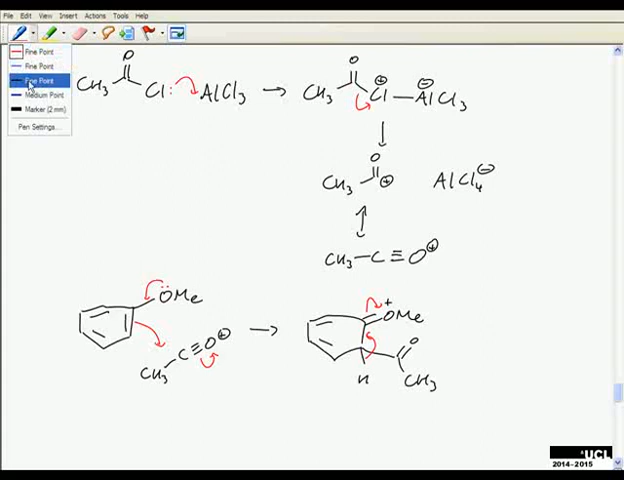 File Edit View Insert Actions Tools Help
Fine Point
Fine Point
Fine Point
Medium Point
Marker (2 mm)
Pen Settings...
O
CH₃ Cl: AlCl₃ → CH₃ O Cl⊕ — AlCl₃ ⊖
O
CH₃ ⊕ AlCl₄⊖
CH₃–C≡O⊕
OMe
CH₃ C≡O⊕ →
+
OMe
O
H CH₃
UCL
2014-2015